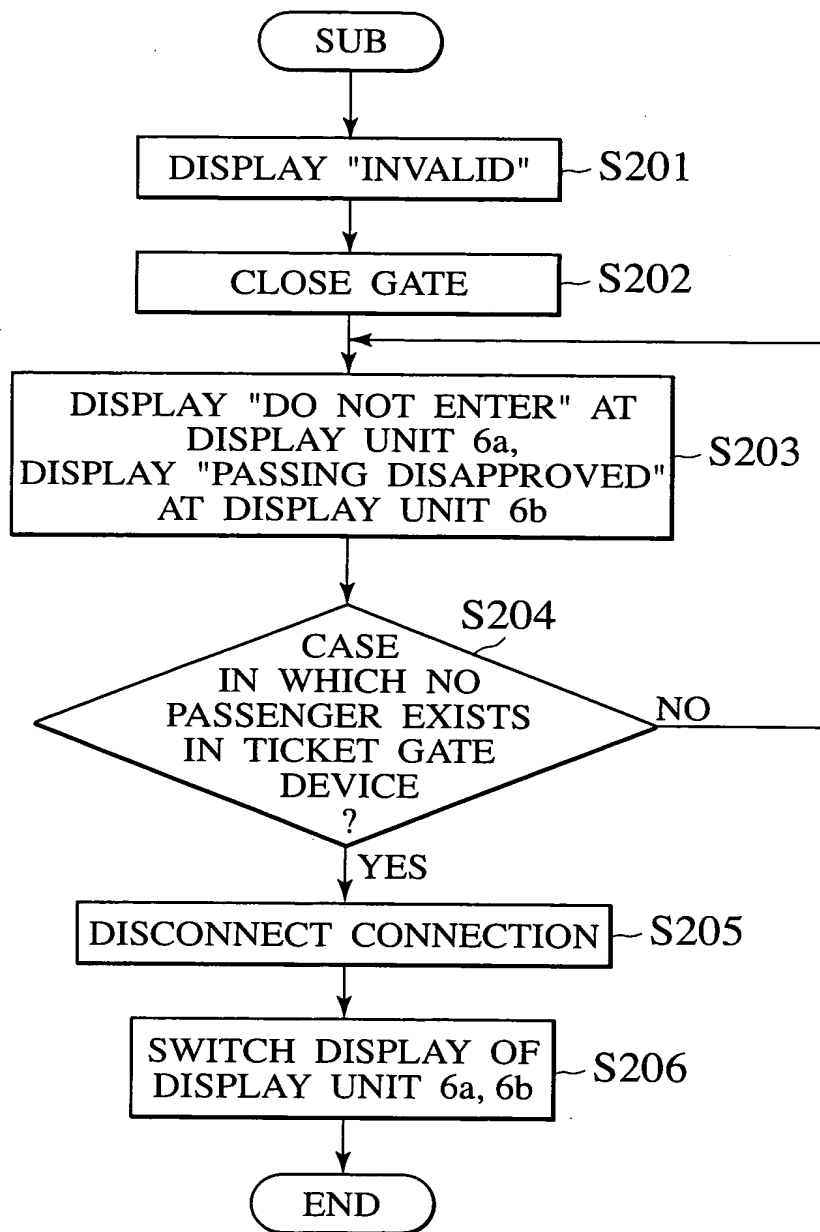 SUB
DISPLAY "INVALID"
S201
CLOSE GATE
S202
DISPLAY "DO NOT ENTER" AT
DISPLAY UNIT 6a,
DISPLAY "PASSING DISAPPROVED"
AT DISPLAY UNIT 6b
S203
S204
CASE
IN WHICH NO
PASSENGER EXISTS
IN TICKET GATE
DEVICE
?
NO
YES
DISCONNECT CONNECTION
S205
SWITCH DISPLAY OF
DISPLAY UNIT 6a, 6b
S206
END